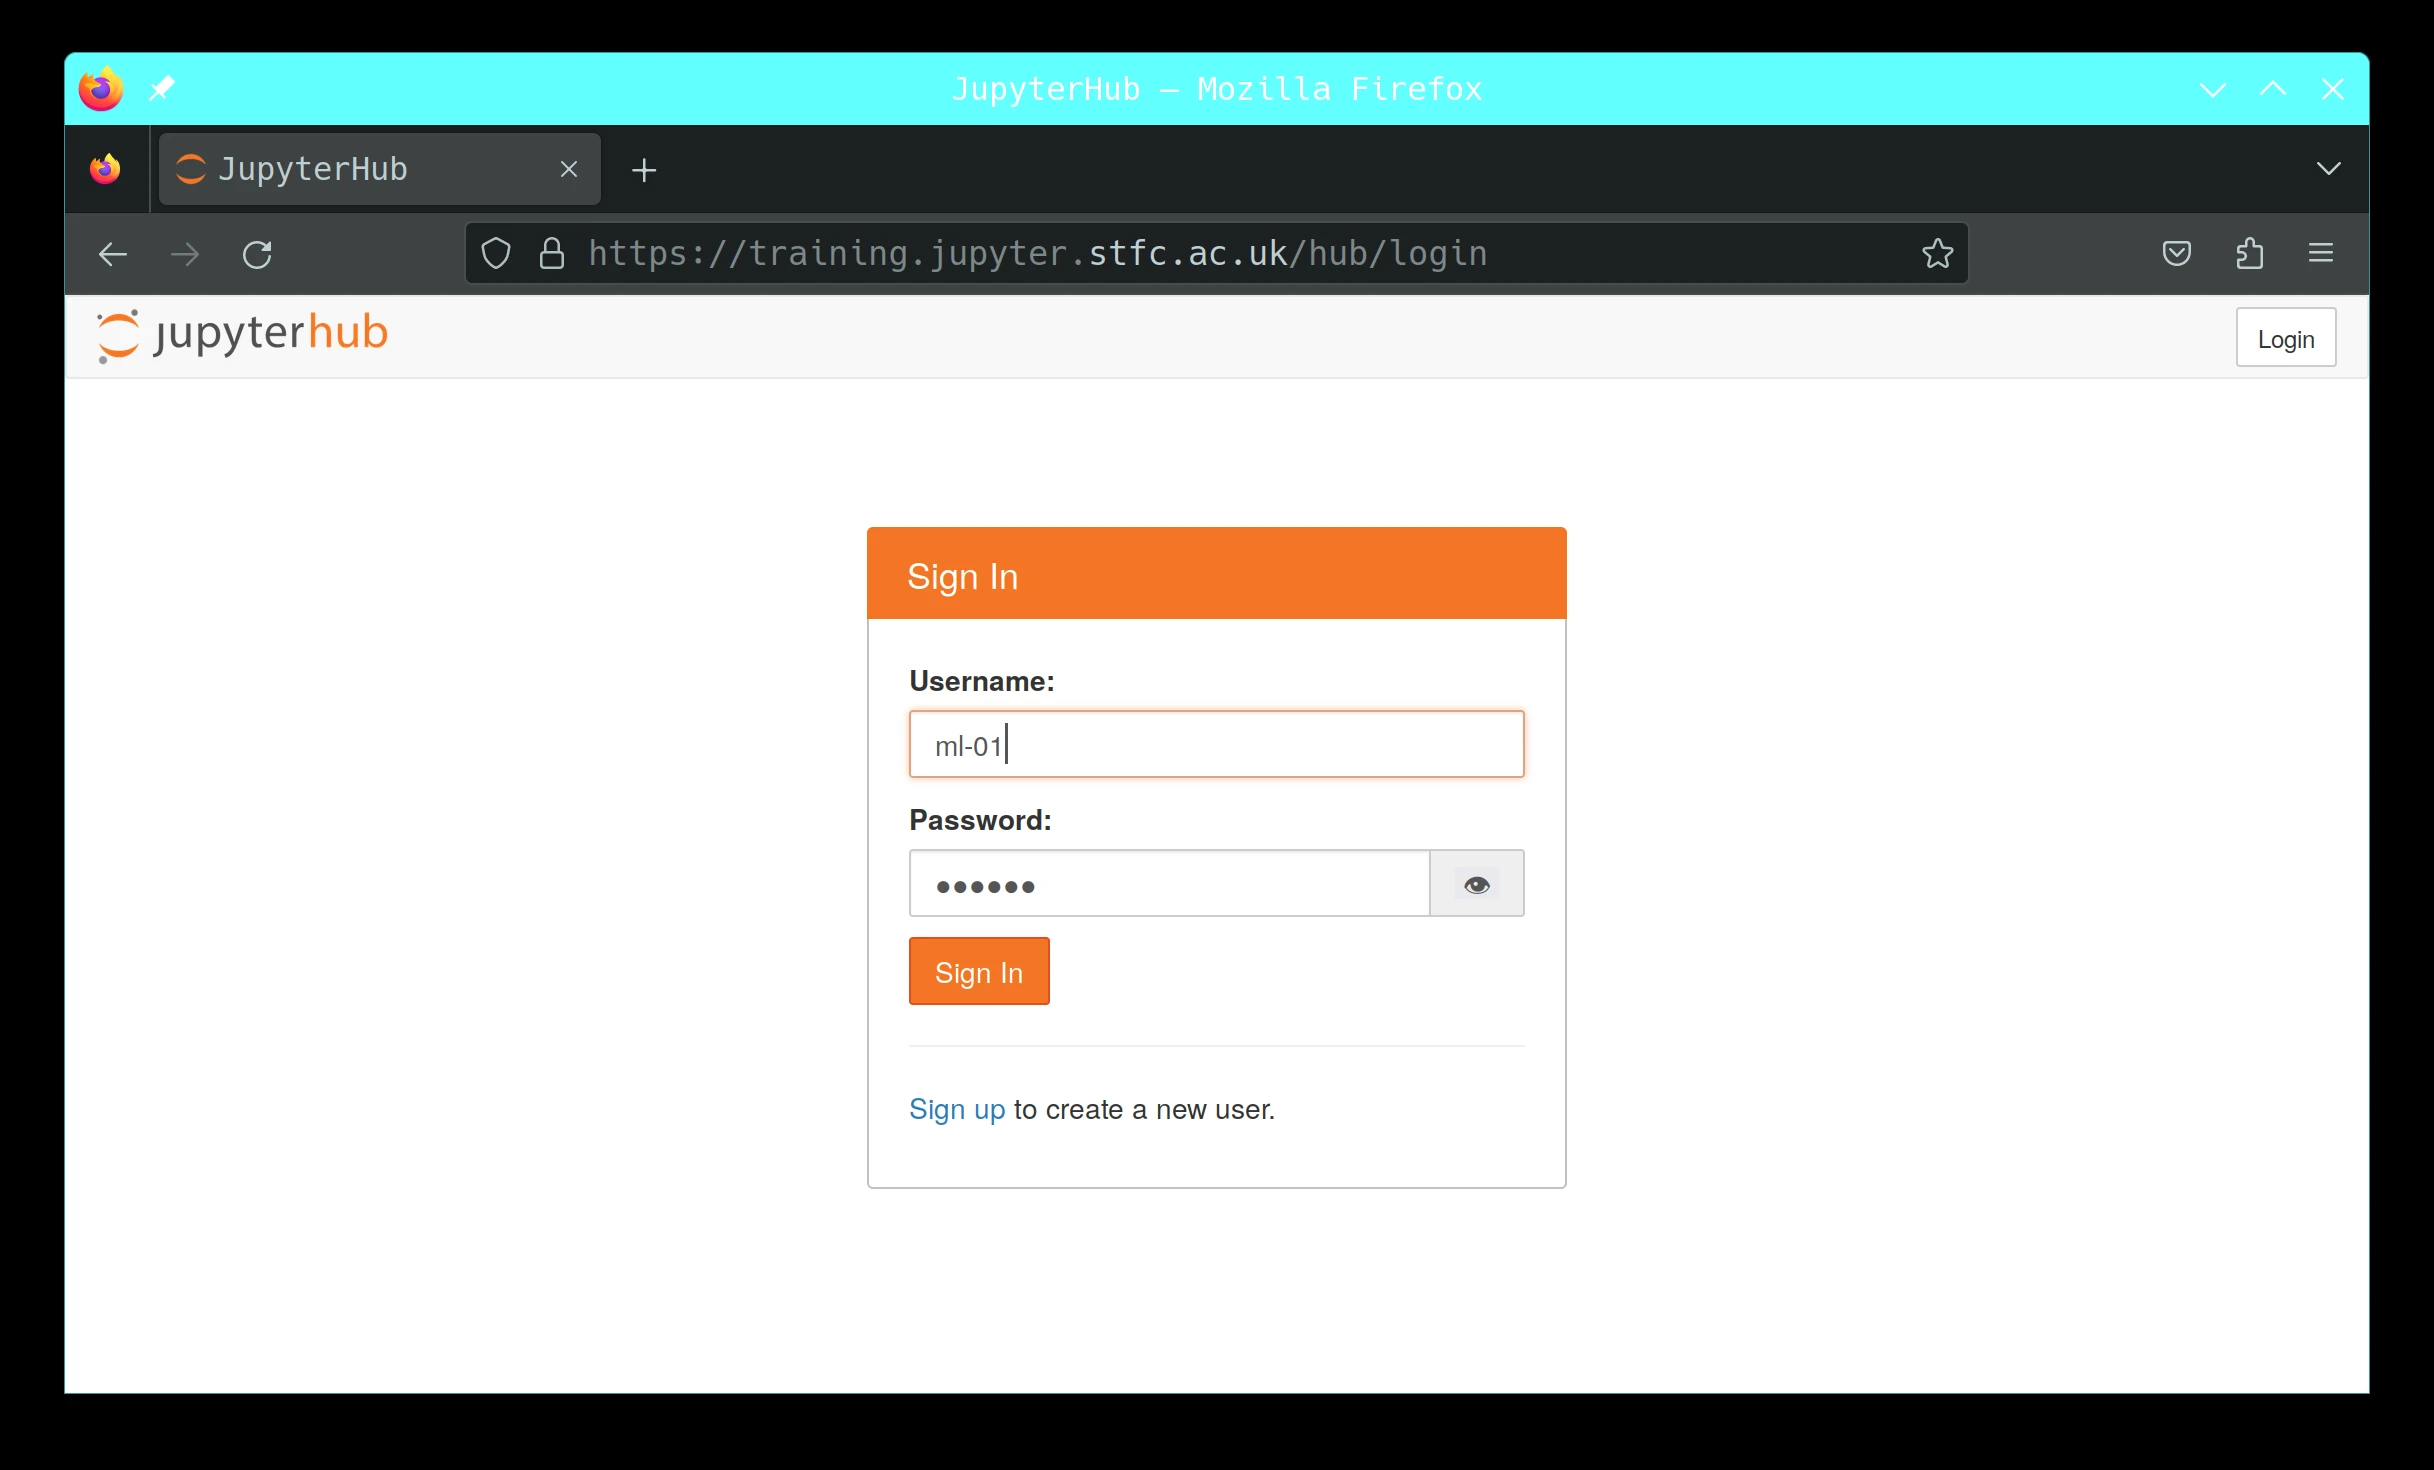 JupyterHub — Mozilla Firefox
JupyterHub
https://training.jupyter.stfc.ac.uk/hub/login
jupyterhub
Login
Sign In
Username:
ml-01
Password:
●●●●●●
Sign In
Sign up to create a new user.